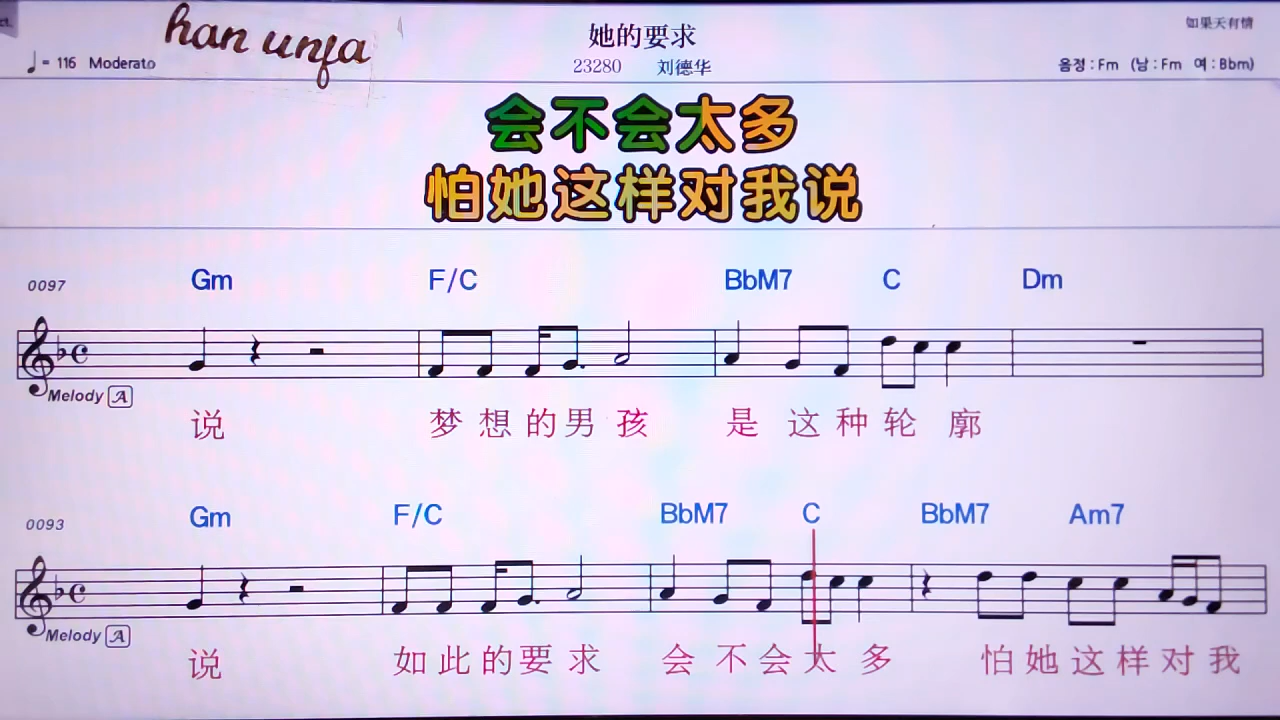 han unfa
她的要求
如果天有情
♩= 116 Moderato
23280 刘德华
음정 : Fm (남 : Fm 여 : Bbm)
会不会太多
怕她这样对我说
0097 Gm F/C BbM7 C Dm
Melody A
说 梦想的男孩 是这种轮廓
0093 Gm F/C BbM7 C BbM7 Am7
Melody A
说 如此的要求 会不会太多 怕她这样对我